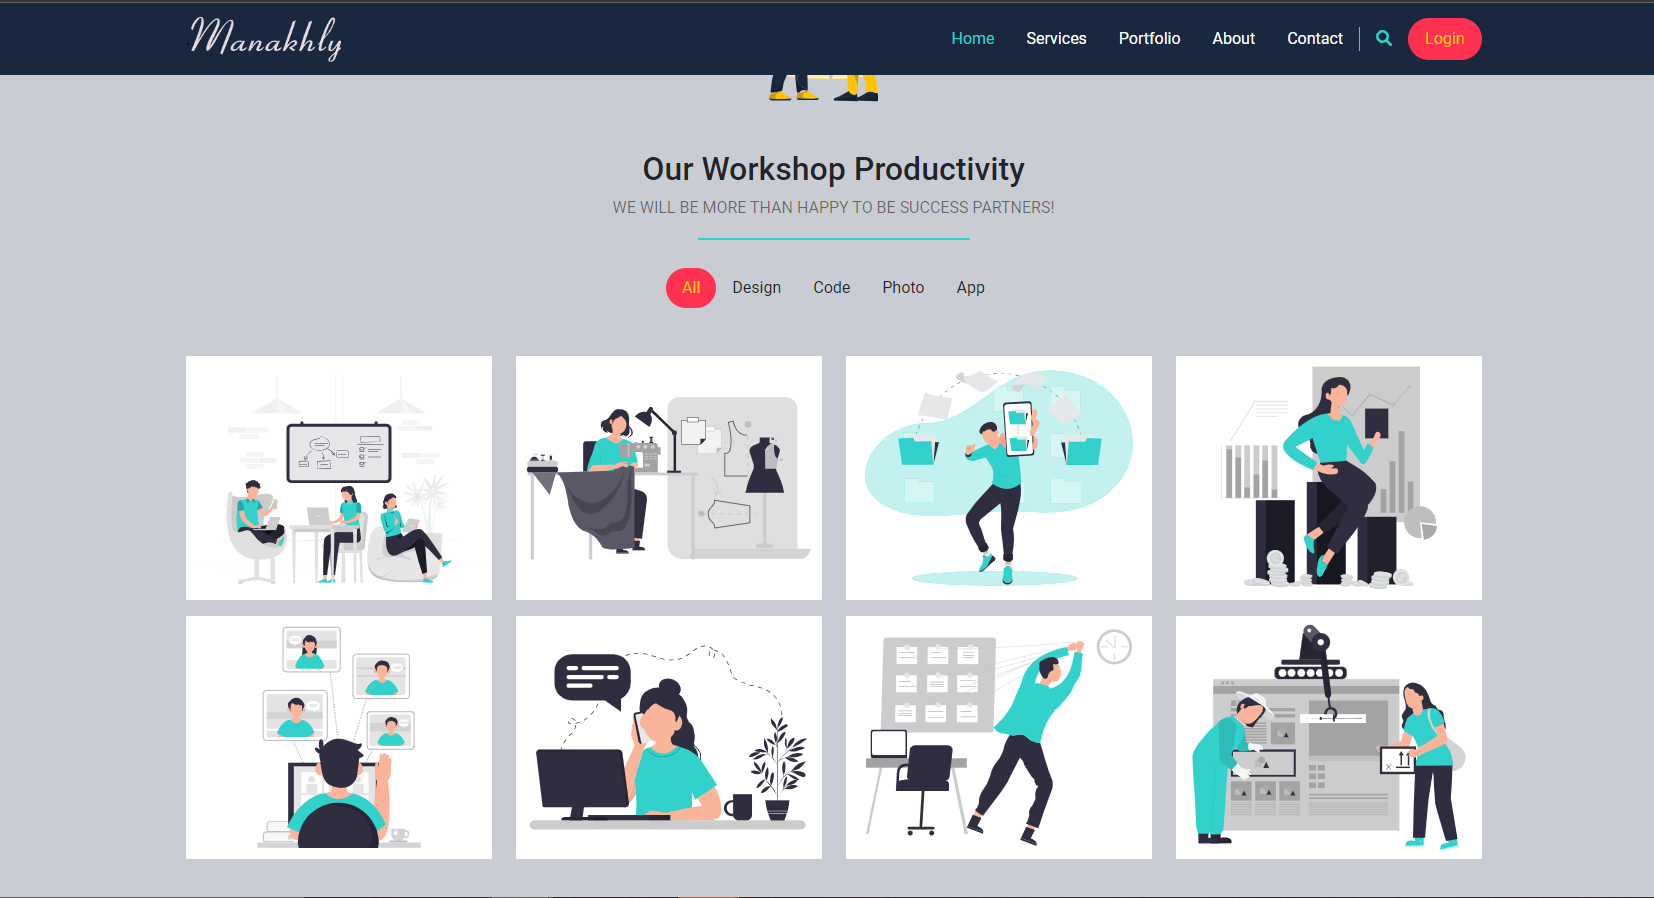 Manakhly
Home Services Portfolio About Contact Login
Our Workshop Productivity
WE WILL BE MORE THAN HAPPY TO BE SUCCESS PARTNERS!
All Design Code Photo App